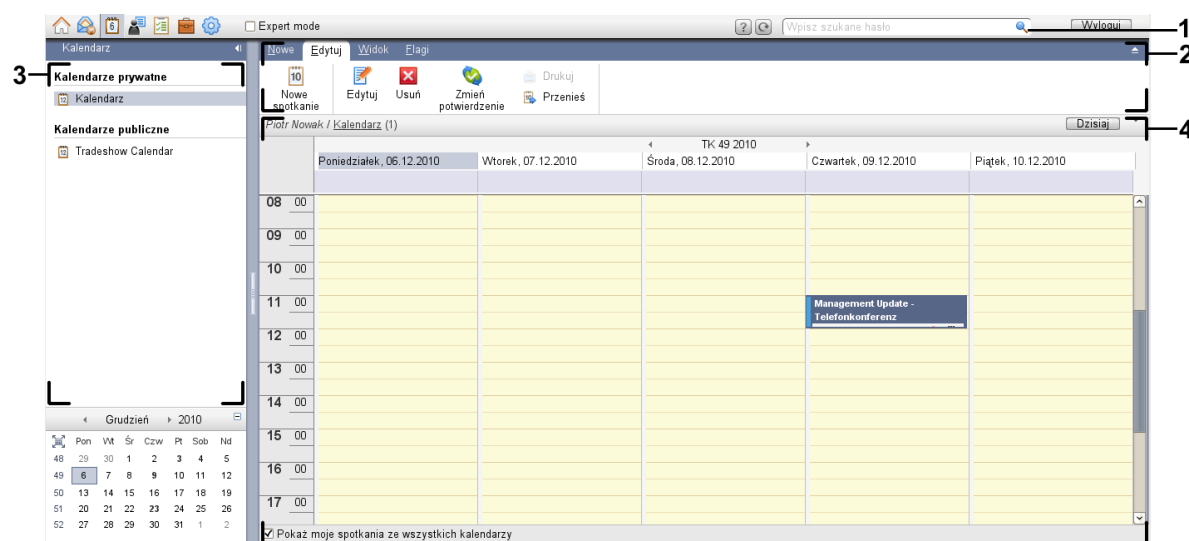 6 Expert mode ? Wpisz szukane hasło Wyloguj 1
Kalendarz Nowe Edytuj Widok Flagi 2
3 Kalendarze prywatne
12 Kalendarz
Kalendarze publiczne
12 Tradeshow Calendar
10 Nowe spotkanie Edytuj Usuń Zmień potwierdzenie Drukuj
Przenieś
Piotr Nowak / Kalendarz (1) Dzisiaj 4
TK 49 2010
Poniedziałek, 06.12.2010 Wtorek, 07.12.2010 Środa, 08.12.2010 Czwartek, 09.12.2010 Piątek, 10.12.2010
08 00
09 00
10 00
11 00
Management Update -
Telefonkonferenz
12 00
13 00
14 00
15 00
16 00
17 00
Grudzień 2010
Pon Wt Śr Czw Pt Sob Nd
48 29 30 1 2 3 4 5
49 6 7 8 9 10 11 12
50 13 14 15 16 17 18 19
51 20 21 22 23 24 25 26
52 27 28 29 30 31 1 2
Pokaż moje spotkania ze wszystkich kalendarzy